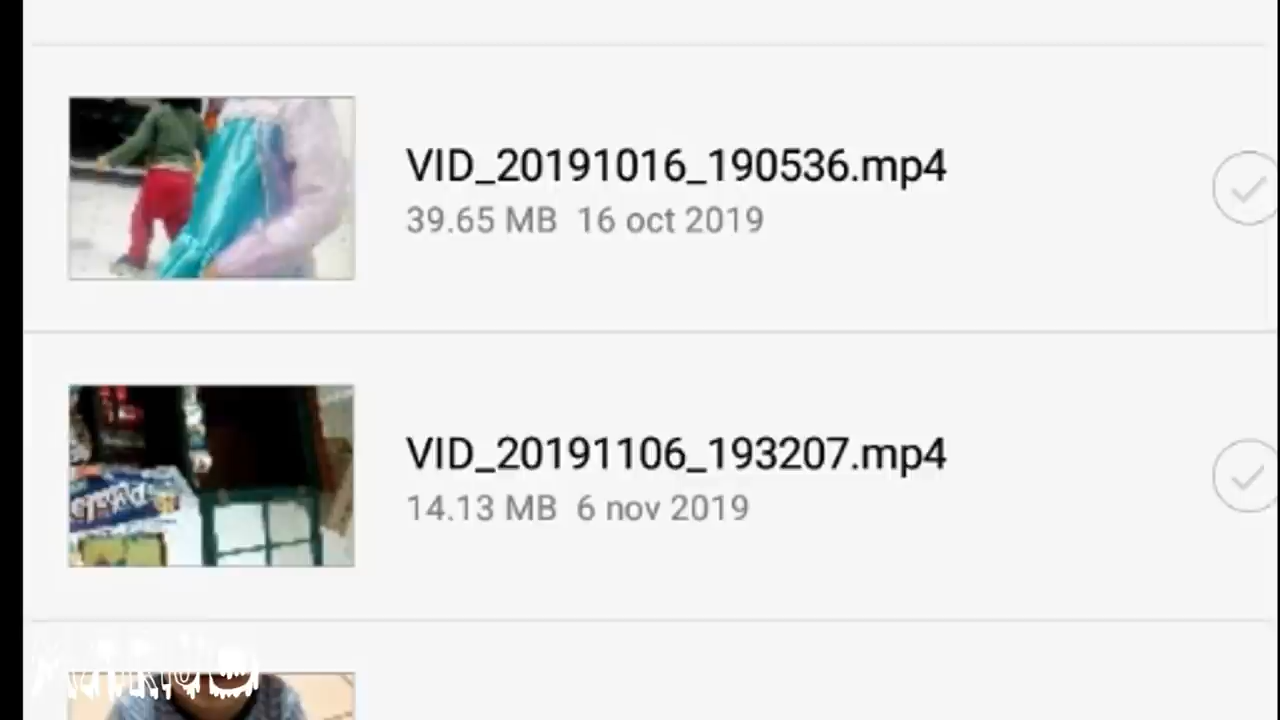 VID_20191016_190536.mp4
39.65 MB 16 oct 2019
VID_20191106_193207.mp4
14.13 MB 6 nov 2019